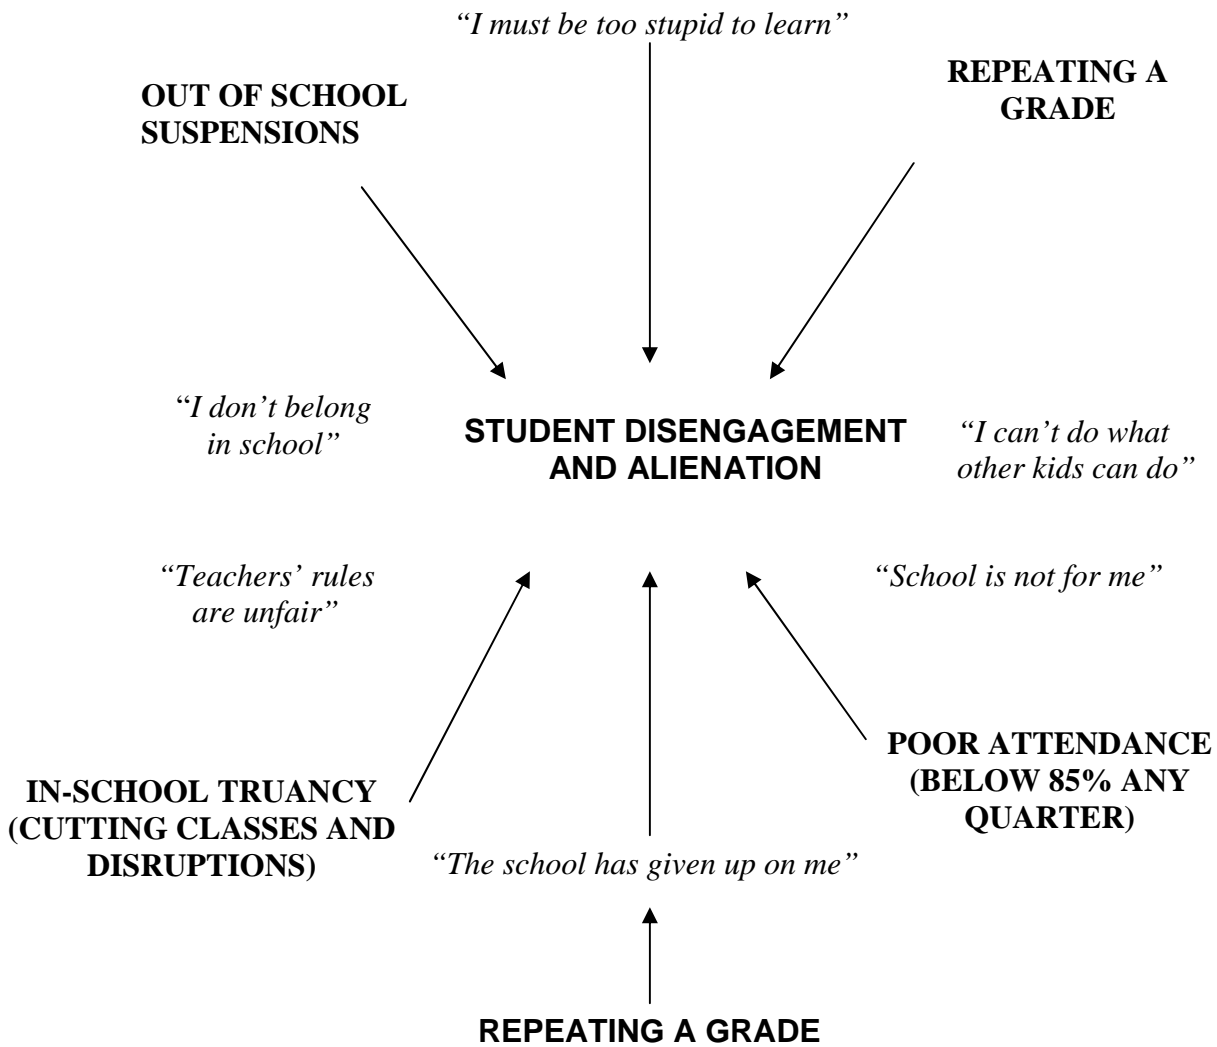 “I must be too stupid to learn”
OUT OF SCHOOL
SUSPENSIONS
REPEATING A
GRADE
“I don’t belong
in school”
STUDENT DISENGAGEMENT
AND ALIENATION
“I can’t do what
other kids can do”
“Teachers’ rules
are unfair”
“School is not for me”
IN-SCHOOL TRUANCY
(CUTTING CLASSES AND
DISRUPTIONS)
POOR ATTENDANCE
(BELOW 85% ANY
QUARTER)
“The school has given up on me”
REPEATING A GRADE